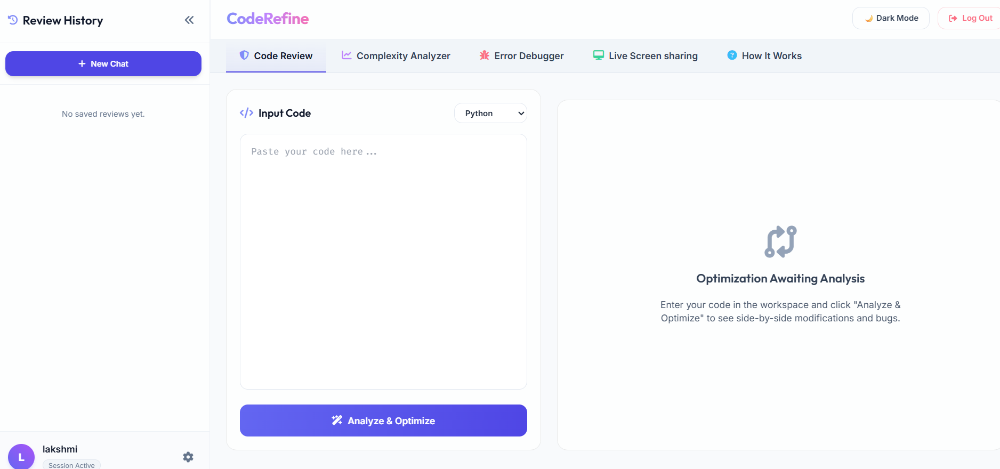 Review History
New Chat
No saved reviews yet.
L
lakshmi
Session Active
CodeRefine
🌙 Dark Mode
Log Out
Code Review
Complexity Analyzer
Error Debugger
Live Screen sharing
? How It Works
</> Input Code
Python
Paste your code here...
Analyze & Optimize
Optimization Awaiting Analysis
Enter your code in the workspace and click "Analyze &
Optimize" to see side-by-side modifications and bugs.